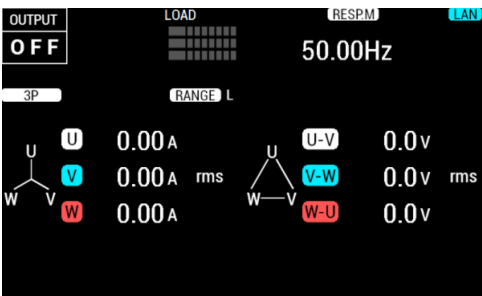 OUTPUT LOAD RESP.M LAN
OFF 50.00Hz
3P RANGE L
U U 0.00 A U U-V 0.0 V
V 0.00 A rms V-W 0.0 V rms
W V W 0.00 A W V W-U 0.0 V